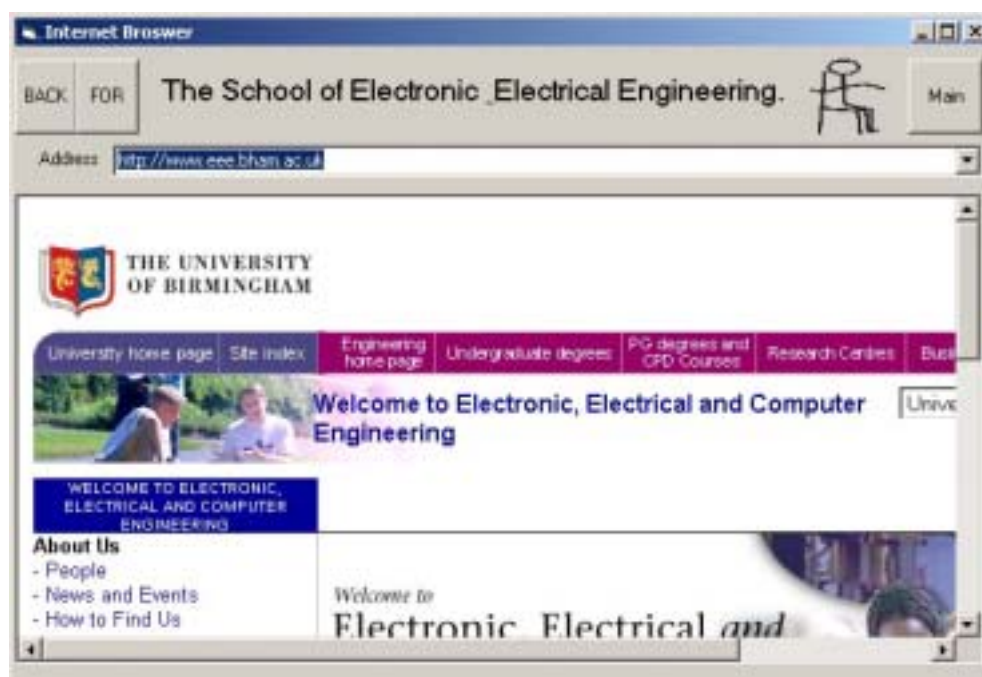 Internet Broswer
BACK FOR The School of Electronic _Electrical Engineering. Main
Address http://www.eee.bham.ac.uk
THE UNIVERSITY
OF BIRMINGHAM
University home page Site index Engineering home page Undergraduate degrees PG degrees and CPD Courses Research Centres Busi
Welcome to Electronic, Electrical and Computer
Engineering
Unive
WELCOME TO ELECTRONIC,
ELECTRICAL AND COMPUTER
ENGINEERING
About Us
- People
- News and Events
- How to Find Us
Welcome to
Electronic, Electrical and